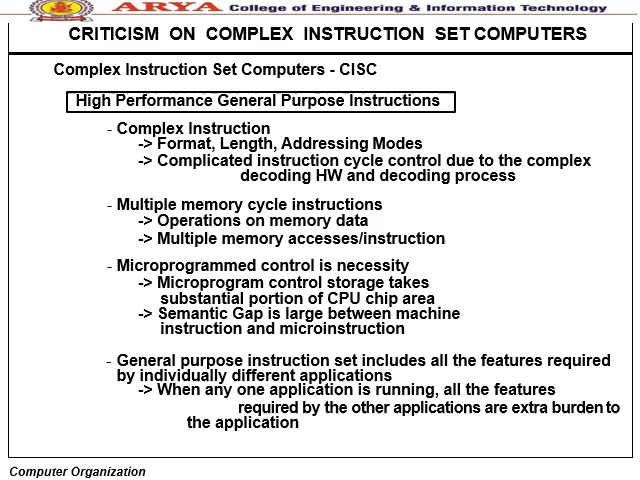 ARYA College of Engineering & Information Technology
CRITICISM ON COMPLEX INSTRUCTION SET COMPUTERS
Complex Instruction Set Computers - CISC
High Performance General Purpose Instructions
- Complex Instruction
-> Format, Length, Addressing Modes
-> Complicated instruction cycle control due to the complex
decoding HW and decoding process
- Multiple memory cycle instructions
-> Operations on memory data
-> Multiple memory accesses/instruction
- Microprogrammed control is necessity
-> Microprogram control storage takes
substantial portion of CPU chip area
-> Semantic Gap is large between machine
instruction and microinstruction
- General purpose instruction set includes all the features required
by individually different applications
-> When any one application is running, all the features
required by the other applications are extra burden to
the application
Computer Organization